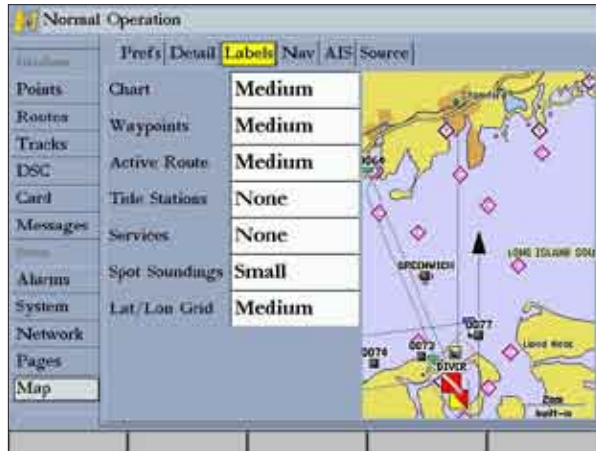 Normal Operation
Prefs Detail Labels Nav AIS Source
Points
Routes
Tracks
DSC
Card
Messages
Alarms
System
Network
Pages
Map
Chart Medium
Waypoints Medium
Active Route Medium
Tide Stations None
Services None
Spot Soundings Small
Lat/Lon Grid Medium
LONG ISLAND SOU
GREENWICH
0077
0073
0074
DIVER
Lloyd Neck
built-in